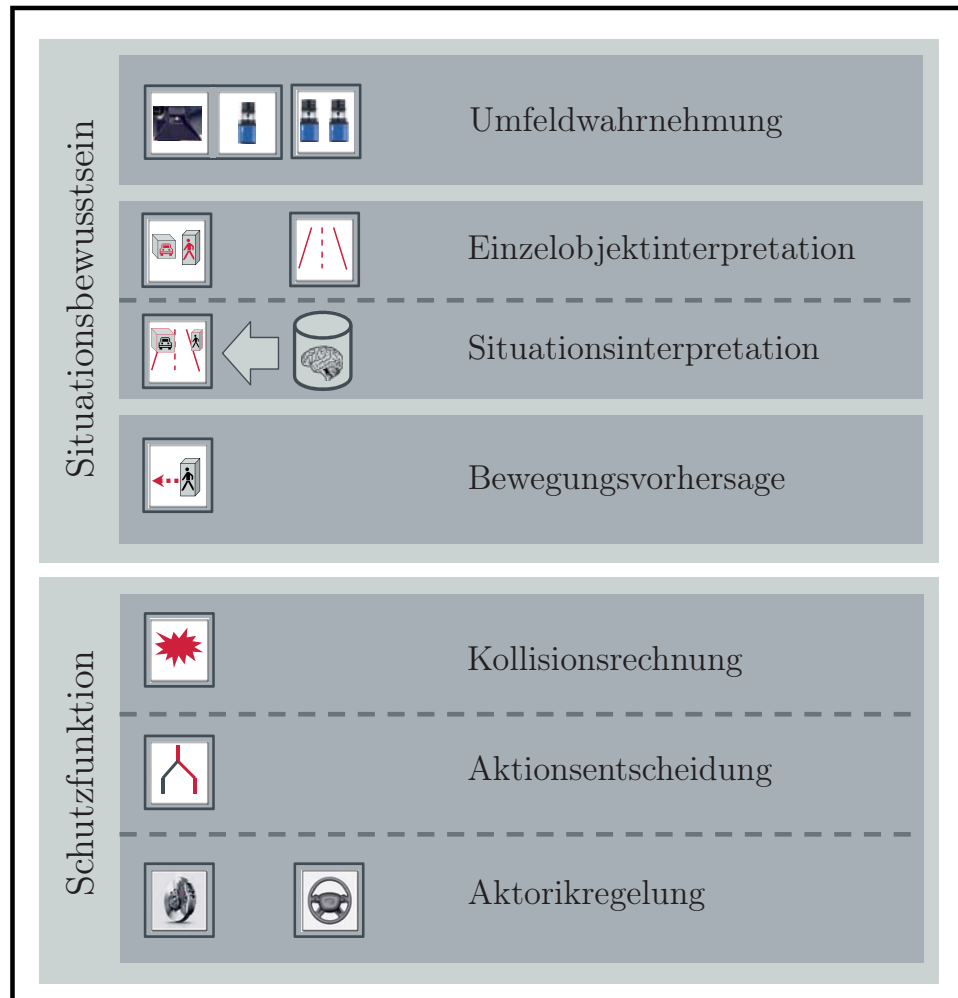 Situationsbewusstsein
Umfeldwahrnehmung
Einzelobjektinterpretation
Situationsinterpretation
Bewegungsvorhersage
Schutzfunktion
Kollisionsrechnung
Aktionsentscheidung
Aktorikregelung